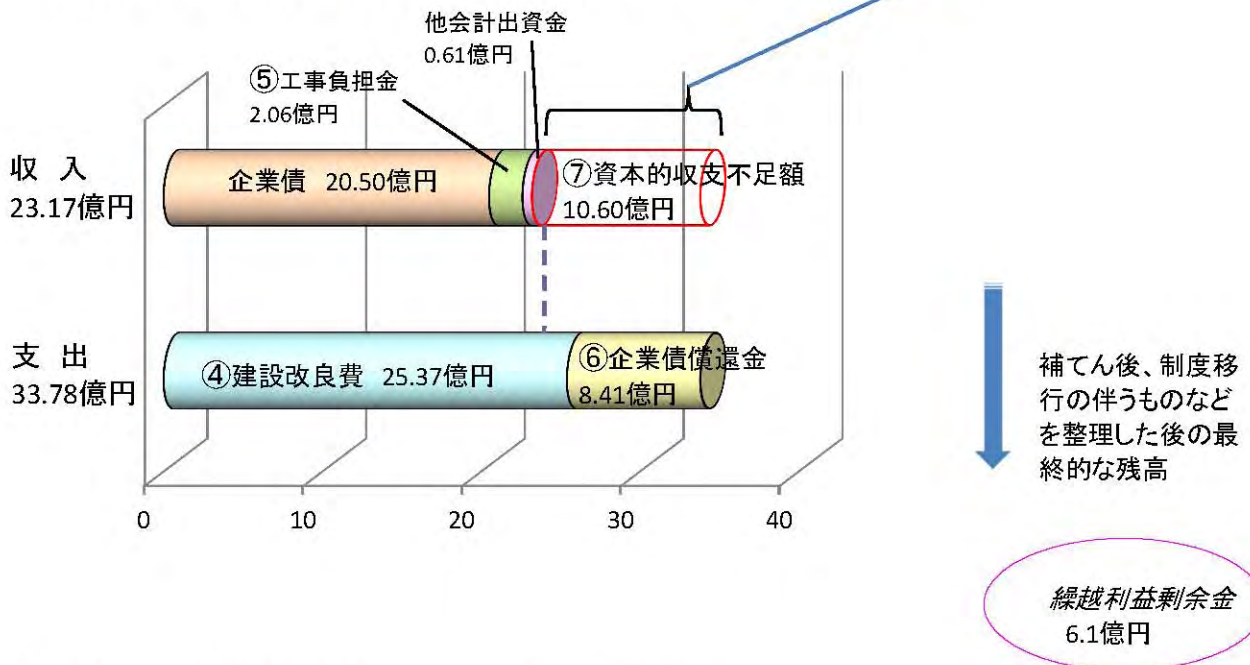 他会計出資金
0.61億円
⑤工事負担金
2.06億円
収 入
23.17億円
企業債 20.50億円
⑦資本的収支不足額
10.60億円
支 出
33.78億円
④建設改良費 25.37億円
⑥企業債償還金
8.41億円
0 10 20 30 40
補てん後、制度移
行の伴うものなど
を整理した後の最
終的な残高
繰越利益剰余金
6.1億円